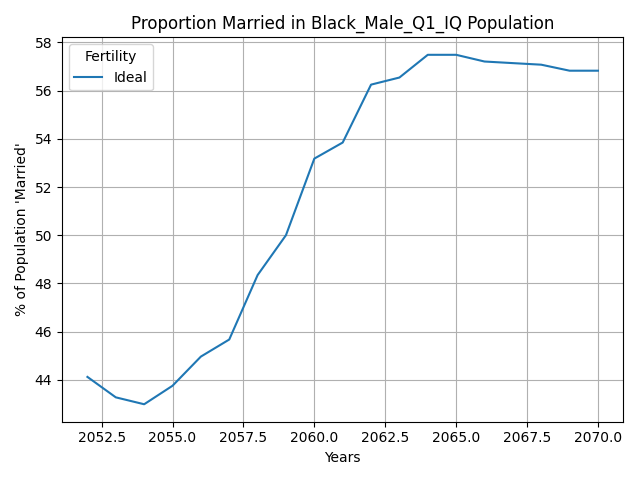 Proportion Married in Black_Male_Q1_IQ Population
Fertility
Ideal
% of Population 'Married'
58
56
54
52
50
48
46
44
2052.5 2055.0 2057.5 2060.0 2062.5 2065.0 2067.5 2070.0
Years